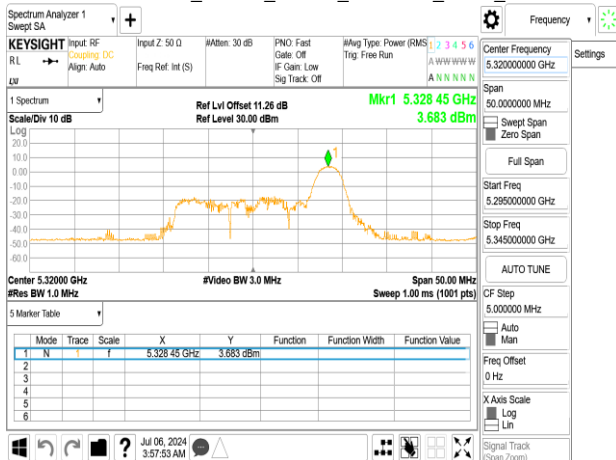 Spectrum Analyzer 1
Swept SA
+
Frequency
KEYSIGHT
RL
Input: RF
Coupling: DC
Align: Auto
Input Z: 50 Ω
Freq Ref: Int (S)
#Atten: 30 dB
PNO: Fast
Gate: Off
IF Gain: Low
Sig Track: Off
#Avg Type: Power (RMS
Trig: Free Run
1 2 3 4 5 6
A W W W W W
A N N N N N
Center Frequency
5.320000000 GHz
Settings
Span
50.0000000 MHz
Swept Span
Zero Span
Full Span
Start Freq
5.295000000 GHz
Stop Freq
5.345000000 GHz
AUTO TUNE
CF Step
5.000000 MHz
Auto
Man
Freq Offset
0 Hz
X Axis Scale
Log
Lin
Signal Track
(Span Zoom)
1 Spectrum
Scale/Div 10 dB
Ref Lvl Offset 11.26 dB
Ref Level 30.00 dBm
Mkr1 5.328 45 GHz
3.683 dBm
Log
20.0
10.0
0.00
-10.0
-20.0
-30.0
-40.0
-50.0
-60.0
1
Center 5.32000 GHz
#Res BW 1.0 MHz
#Video BW 3.0 MHz
Span 50.00 MHz
Sweep 1.00 ms (1001 pts)
5 Marker Table
Mode Trace Scale X Y Function Function Width Function Value
1 N 1 f 5.328 45 GHz 3.683 dBm
2
3
4
5
6
?
Jul 06, 2024
3:57:53 AM